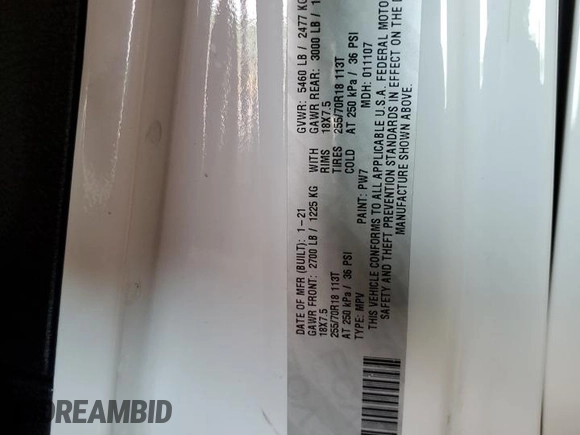 DATE OF MFR (BUILT): 1-21 GVWR: 5460 LB / 2477 KG
GAWR FRONT: 2700 LB / 1225 KG WITH GAWR REAR: 3000 LB /
18X7.5 RIMS 18X7.5
255/70R18 113T TIRES 255/70R18 113T
AT 250 kPa / 36 PSI COLD AT 250 kPa / 36 PSI
TYPE: MPV PAINT: PW7 MDH: 011107
THIS VEHICLE CONFORMS TO ALL APPLICABLE U.S.A. FEDERAL MOTO
SAFETY AND THEFT PREVENTION STANDARDS IN EFFECT ON THE
MANUFACTURE SHOWN ABOVE.
DREAMBID